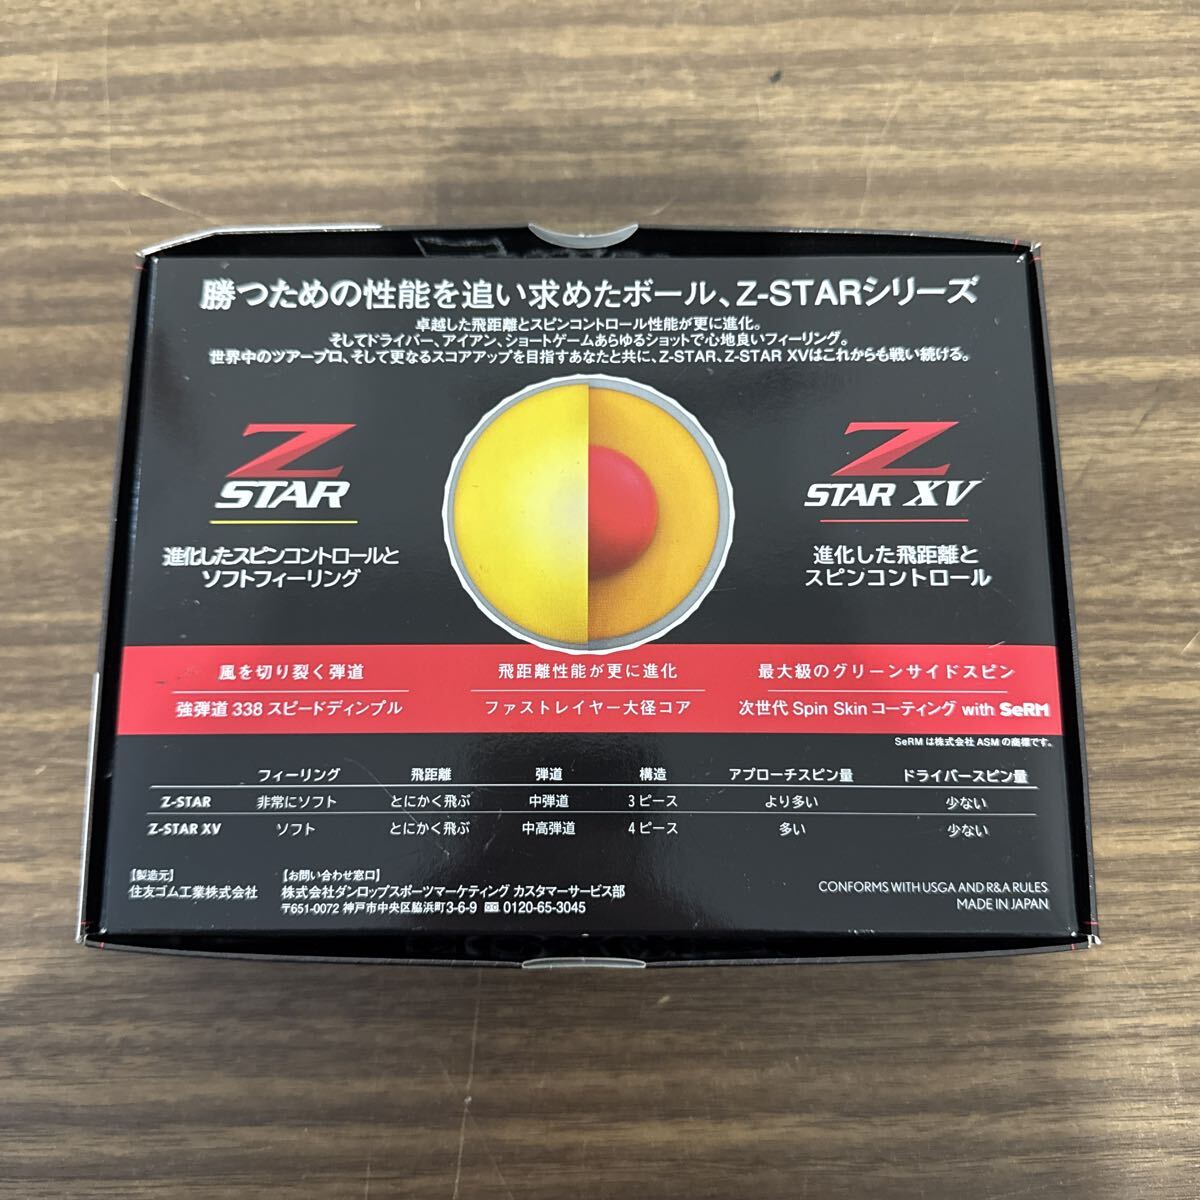 勝つための性能を追い求めたボール、Z-STARシリーズ
卓越した飛距離とスピンコントロール性能が更に進化。
そしてドライバー、アイアン、ショートゲームあらゆるショットで心地良いフィーリング。
世界中のツアープロ、そして更なるスコアアップを目指すあなたと共に、Z-STAR、Z-STAR XVはこれからも戦い続ける。
Z
STAR
進化したスピンコントロールと
ソフトフィーリング
Z
STAR XV
進化した飛距離と
スピンコントロール
風を切り裂く弾道 飛距離性能が更に進化 最大級のグリーンサイドスピン
強弾道 338 スピードディンプル ファストレイヤー大径コア 次世代 Spin Skin コーティング with SeRM
SeRM は株式会社 ASM の商標です。
フィーリング 飛距離 弾道 構造 アプローチスピン量 ドライバースピン量
Z-STAR 非常にソフト とにかく飛ぶ 中弾道 3 ピース より多い 少ない
Z-STAR XV ソフト とにかく飛ぶ 中高弾道 4 ピース 多い 少ない
【製造元】
住友ゴム工業株式会社
【お問い合わせ窓口】
株式会社ダンロップスポーツマーケティング カスタマーサービス部
〒651-0072 神戸市中央区脇浜町3-6-9 0120-65-3045
CONFORMS WITH USGA AND R&A RULES
MADE IN JAPAN